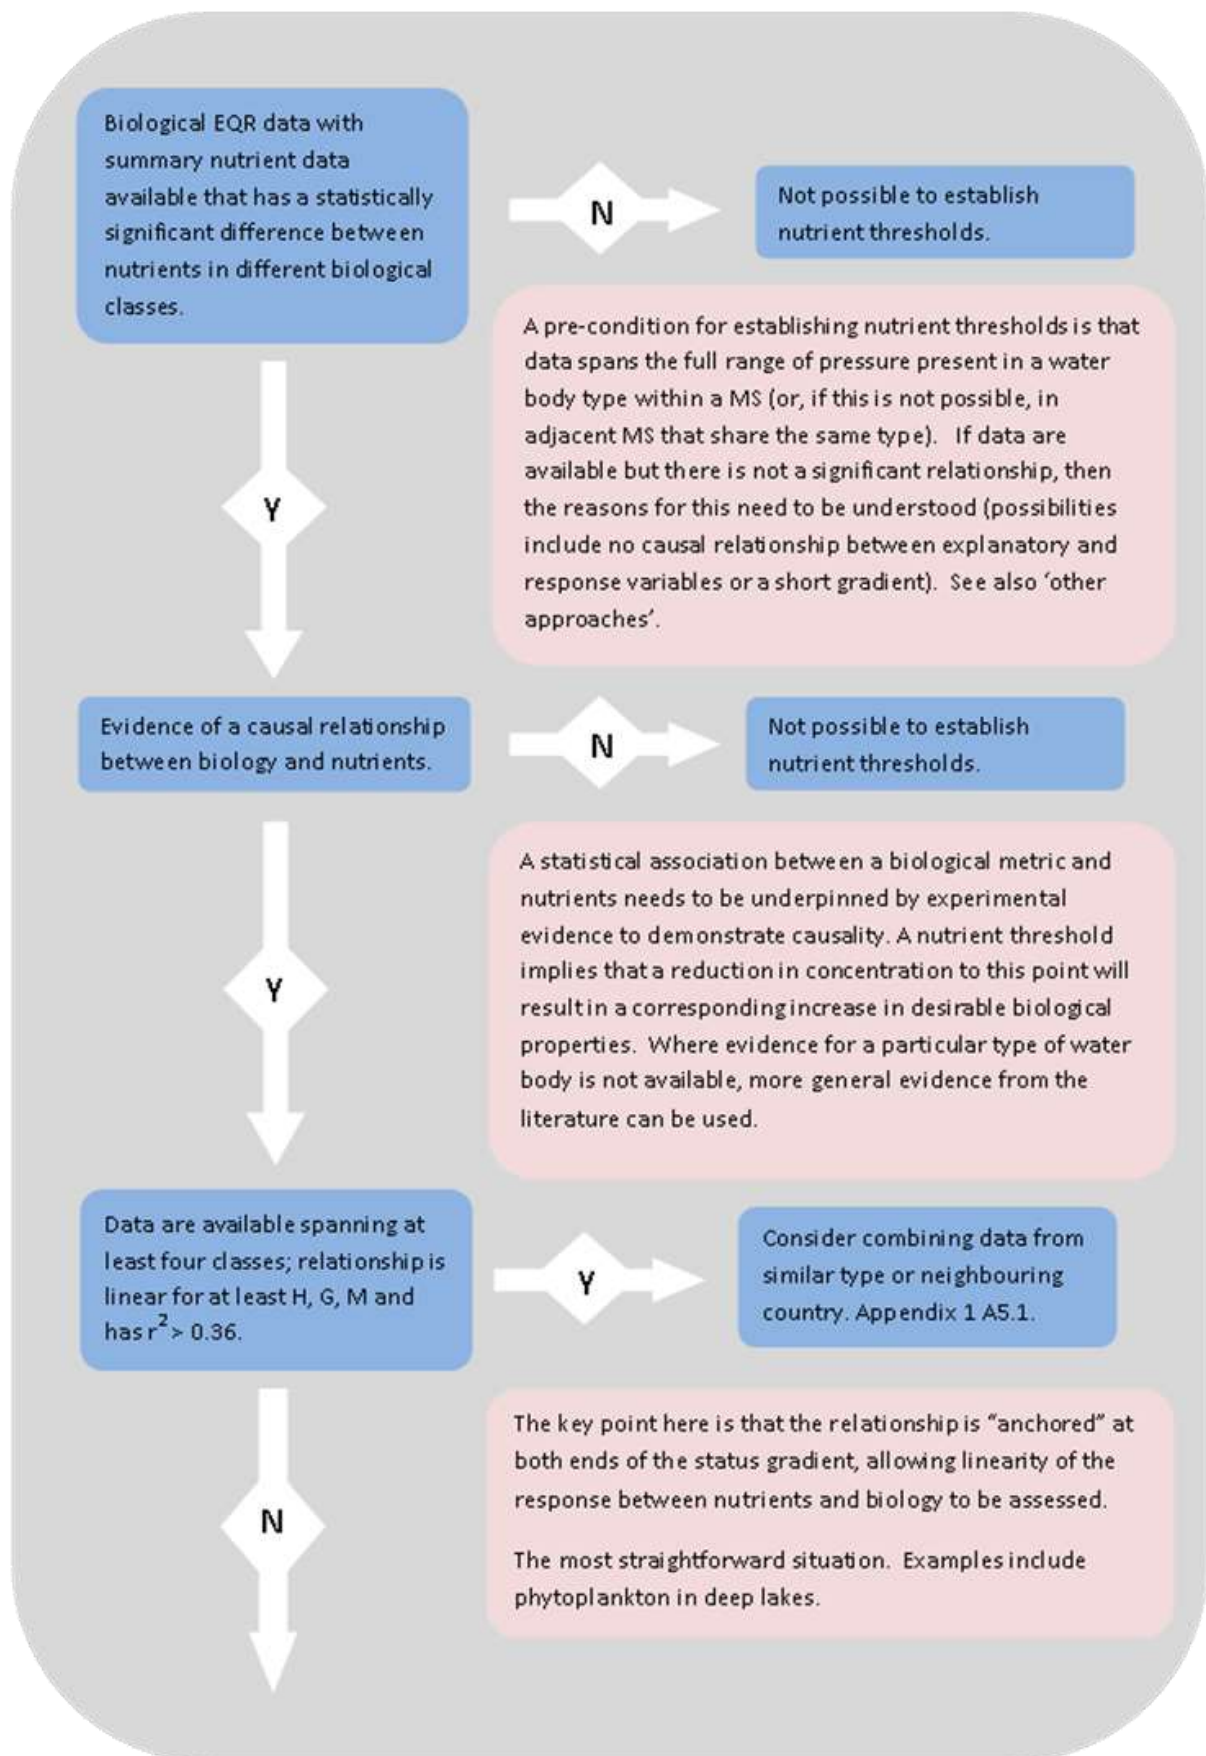 Biological EQR data with
summary nutrient data
available that has a statistically
significant difference between
nutrients in different biological
classes.
N
Not possible to establish
nutrient thresholds.
A pre-condition for establishing nutrient thresholds is that
data spans the full range of pressure present in a water
body type within a MS (or, if this is not possible, in
adjacent MS that share the same type). If data are
available but there is not a significant relationship, then
the reasons for this need to be understood (possibilities
include no causal relationship between explanatory and
response variables or a short gradient). See also ‘other
approaches’.
Y
Evidence of a causal relationship
between biology and nutrients.
N
Not possible to establish
nutrient thresholds.
A statistical association between a biological metric and
nutrients needs to be underpinned by experimental
evidence to demonstrate causality. A nutrient threshold
implies that a reduction in concentration to this point will
result in a corresponding increase in desirable biological
properties. Where evidence for a particular type of water
body is not available, more general evidence from the
literature can be used.
Y
Data are available spanning at
least four classes; relationship is
linear for at least H, G, M and
has r² > 0.36.
Y
Consider combining data from
similar type or neighbouring
country. Appendix 1 A5.1.
The key point here is that the relationship is “anchored” at
both ends of the status gradient, allowing linearity of the
response between nutrients and biology to be assessed.
The most straightforward situation. Examples include
phytoplankton in deep lakes.
N